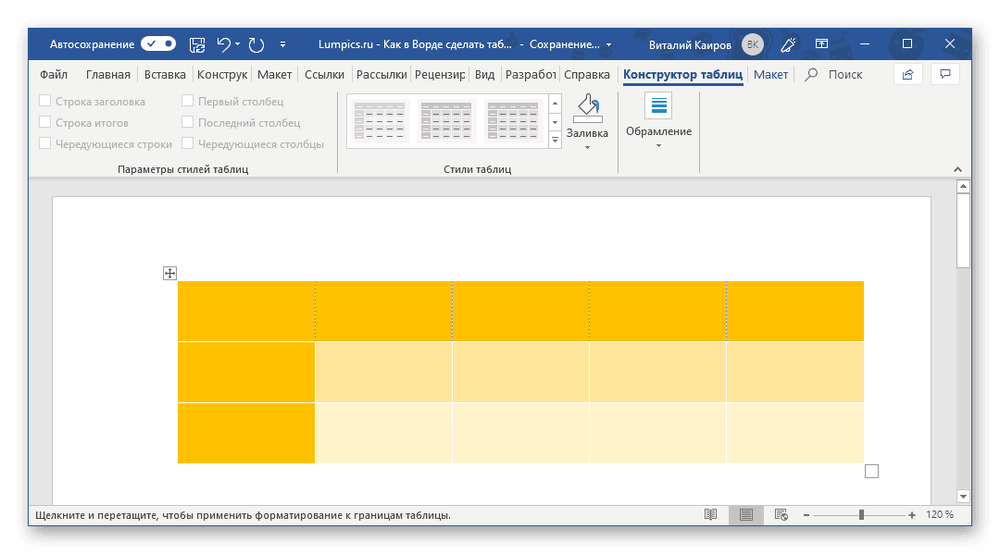 Автосохранение Lumpics.ru - Как в Ворде сделать таб... - Сохранение... Виталий Каиров ВК
Файл Главная Вставка Конструк Макет Ссылки Рассылки Рецензир Вид Разработ Справка Конструктор таблиц Макет Поиск
Строка заголовка Первый столбец
Строка итогов Последний столбец
Чередующиеся строки Чередующиеся столбцы
Заливка
Обрамление
Параметры стилей таблиц Стили таблиц
Щелкните и перетащите, чтобы применить форматирование к границам таблицы. 120 %